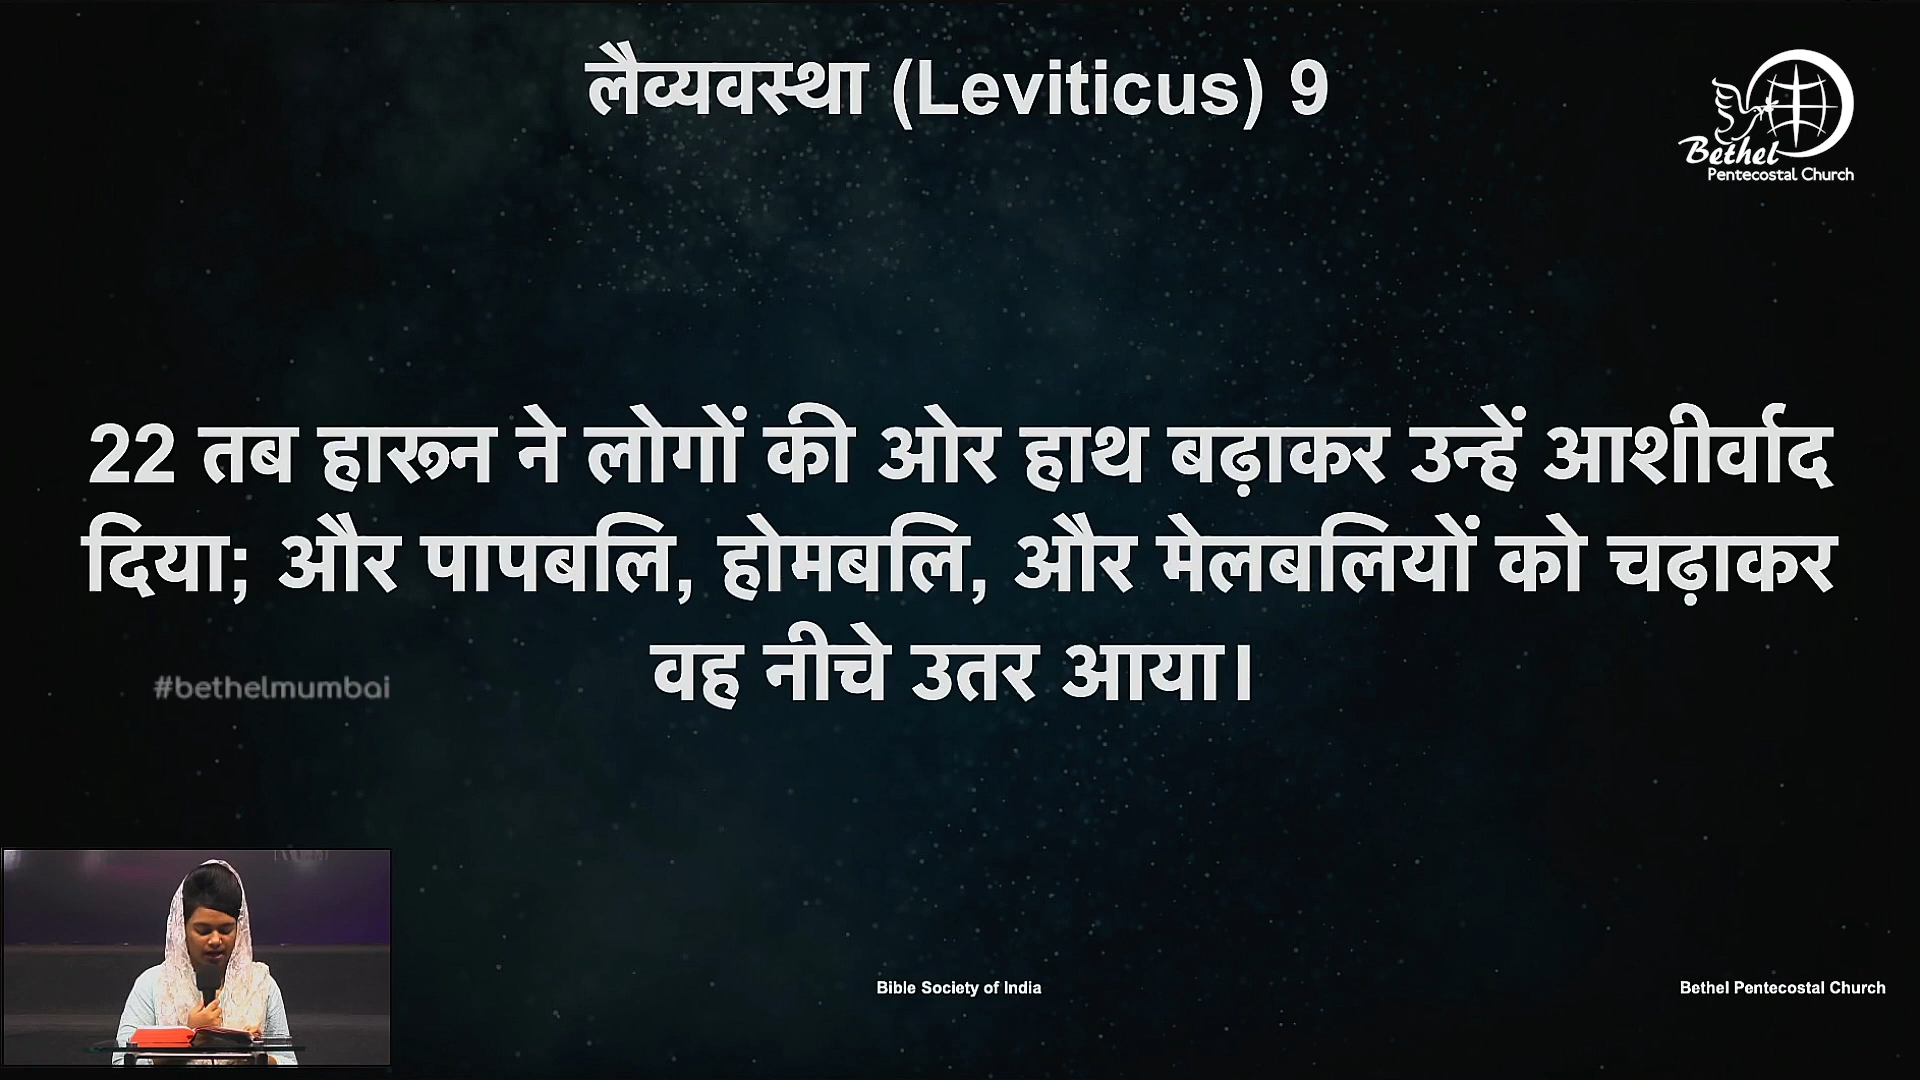 लैव्यवस्था (Leviticus) 9
Bethel
Pentecostal Church
22 तब हारून ने लोगों की ओर हाथ बढ़ाकर उन्हें आशीर्वाद
दिया; और पापबलि, होमबलि, और मेलबलियों को चढ़ाकर
वह नीचे उतर आया।
#bethelmumbai
Bible Society of India
Bethel Pentecostal Church